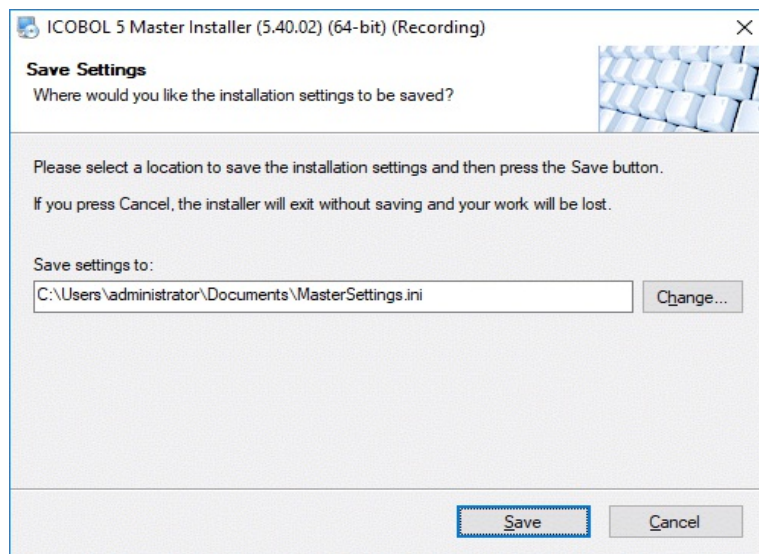 ICOBOL 5 Master Installer (5.40.02) (64-bit) (Recording)
Save Settings
Where would you like the installation settings to be saved?
Please select a location to save the installation settings and then press the Save button.
If you press Cancel, the installer will exit without saving and your work will be lost.
Save settings to:
C:\Users\administrator\Documents\MasterSettings.ini
Change...
Save
Cancel